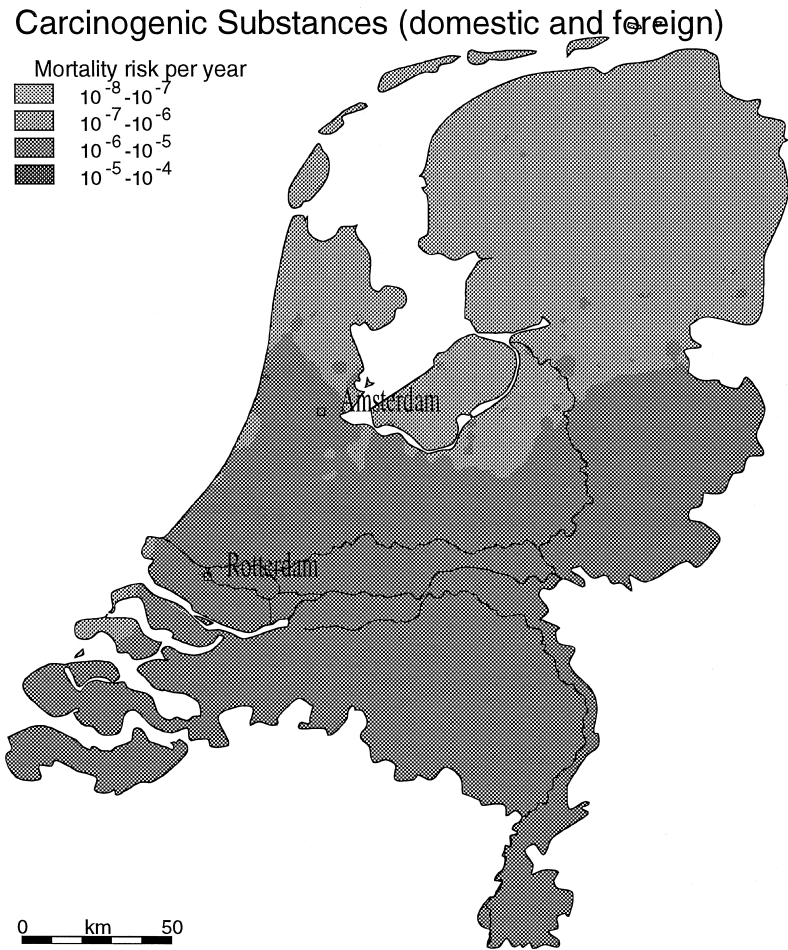 Carcinogenic Substances (domestic and foreign)
Mortality risk per year
10⁻⁸-10⁻⁷
10⁻⁷-10⁻⁶
10⁻⁶-10⁻⁵
10⁻⁵-10⁻⁴
Amsterdam
Rotterdam
0 km 50